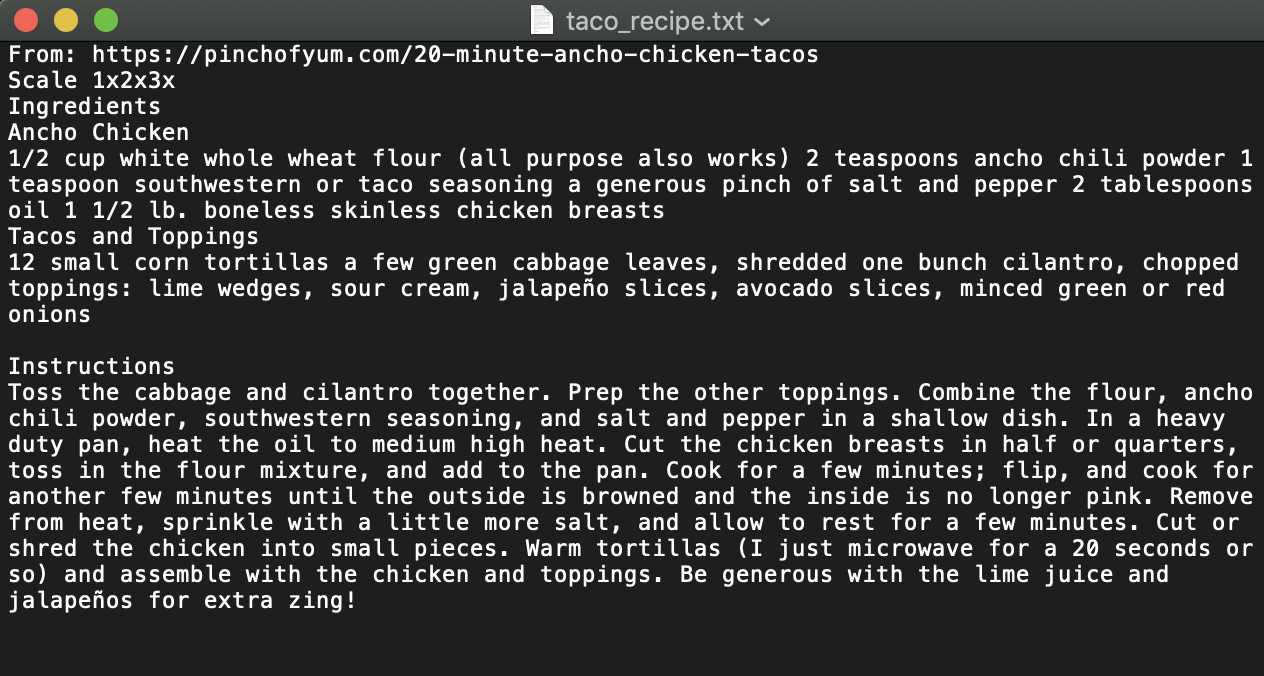 taco_recipe.txt
From: https://pinchofyum.com/20-minute-ancho-chicken-tacos
Scale 1x2x3x
Ingredients
Ancho Chicken
1/2 cup white whole wheat flour (all purpose also works) 2 teaspoons ancho chili powder 1
teaspoon southwestern or taco seasoning a generous pinch of salt and pepper 2 tablespoons
oil 1 1/2 lb. boneless skinless chicken breasts
Tacos and Toppings
12 small corn tortillas a few green cabbage leaves, shredded one bunch cilantro, chopped
toppings: lime wedges, sour cream, jalapeño slices, avocado slices, minced green or red
onions

Instructions
Toss the cabbage and cilantro together. Prep the other toppings. Combine the flour, ancho
chili powder, southwestern seasoning, and salt and pepper in a shallow dish. In a heavy
duty pan, heat the oil to medium high heat. Cut the chicken breasts in half or quarters,
toss in the flour mixture, and add to the pan. Cook for a few minutes; flip, and cook for
another few minutes until the outside is browned and the inside is no longer pink. Remove
from heat, sprinkle with a little more salt, and allow to rest for a few minutes. Cut or
shred the chicken into small pieces. Warm tortillas (I just microwave for a 20 seconds or
so) and assemble with the chicken and toppings. Be generous with the lime juice and
jalapeños for extra zing!